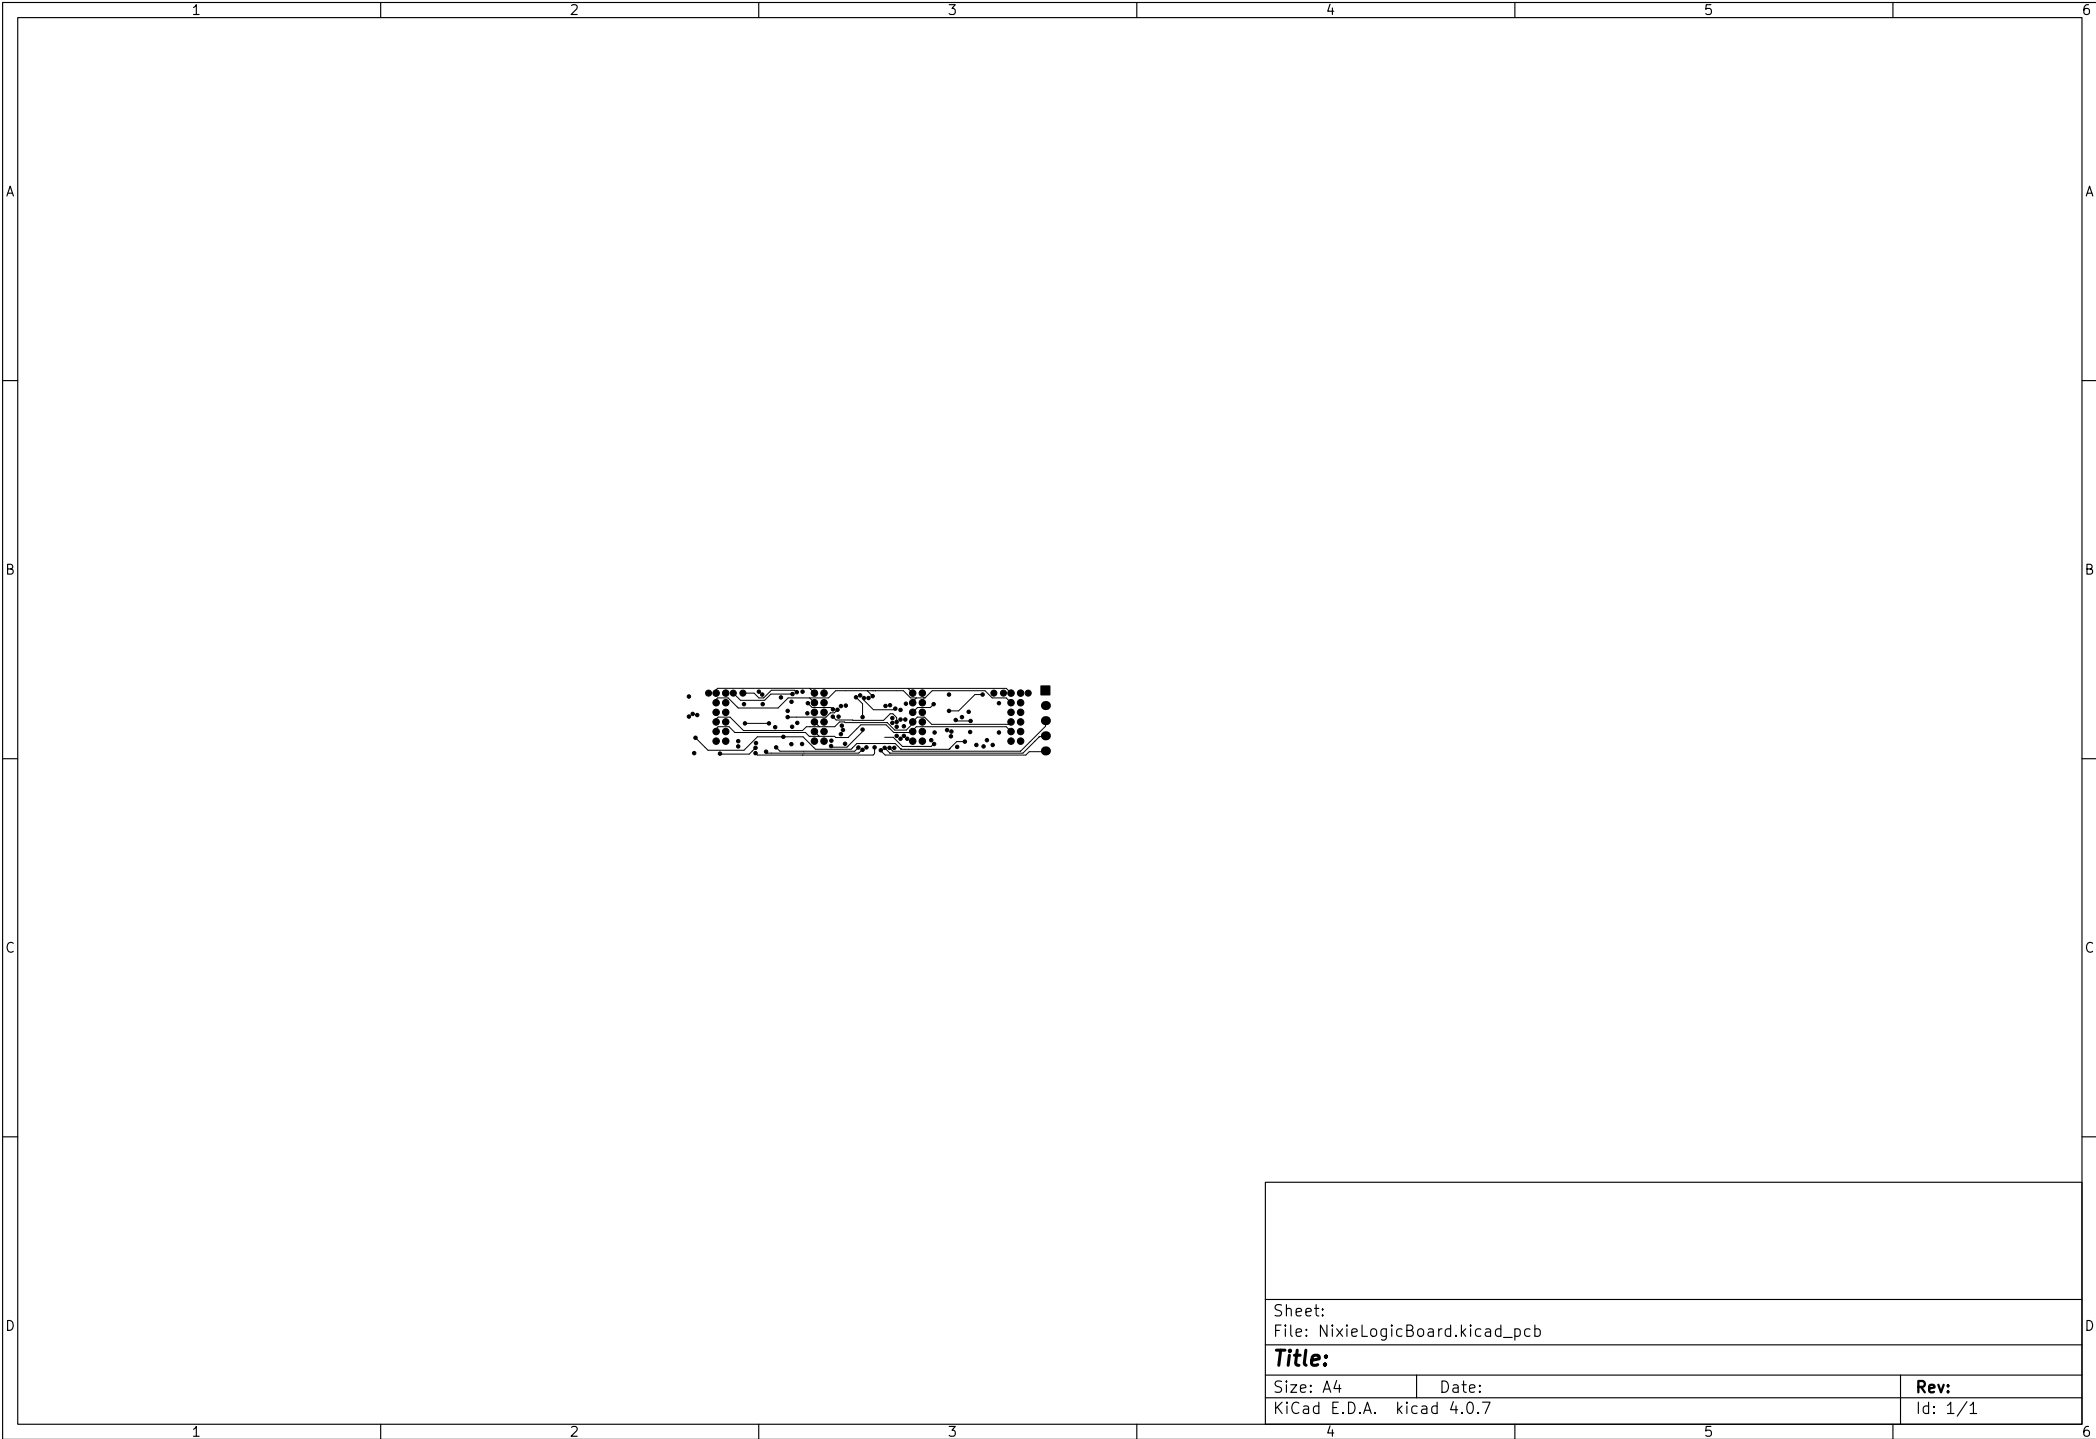 1 2 3 4 5 6
A A
B B
C C
D D
Sheet:
File: NixieLogicBoard.kicad_pcb
Title:
Size: A4 Date: Rev:
KiCad E.D.A. kicad 4.0.7 Id: 1/1
1 2 3 4 5 6